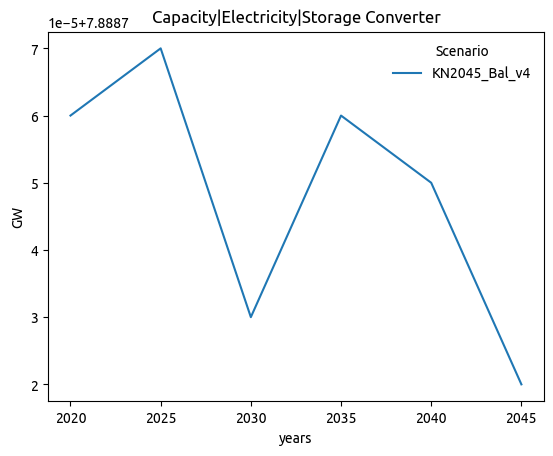 Capacity|Electricity|Storage Converter
1e−5+7.8887
Scenario
KN2045_Bal_v4
7
6
5
4
3
2
GW
2020 2025 2030 2035 2040 2045
years